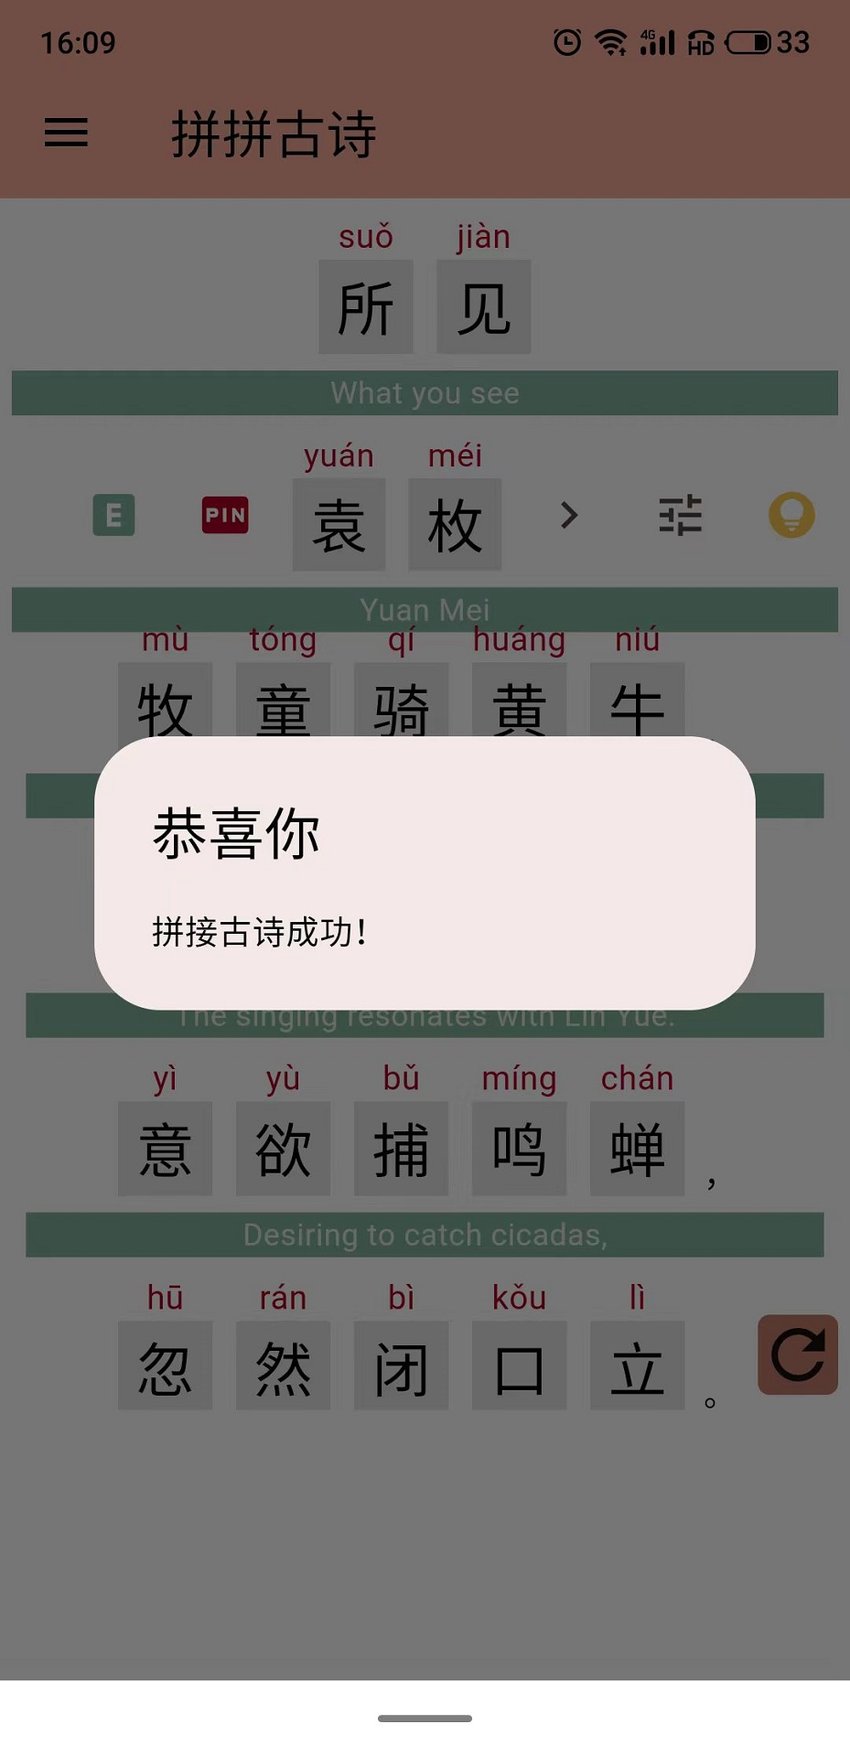 16:09 4G HD 33
拼拼古诗
suǒ jiàn
所 见
What you see
yuán méi
E PIN 袁 枚
Yuan Mei
mù tóng qí huáng niú
牧 童 骑 黄 牛
恭喜你
拼接古诗成功!
The singing resonates with Lin Yue.
yì yù bǔ míng chán
意 欲 捕 鸣 蝉 ,
Desiring to catch cicadas,
hū rán bì kǒu lì
忽 然 闭 口 立 。